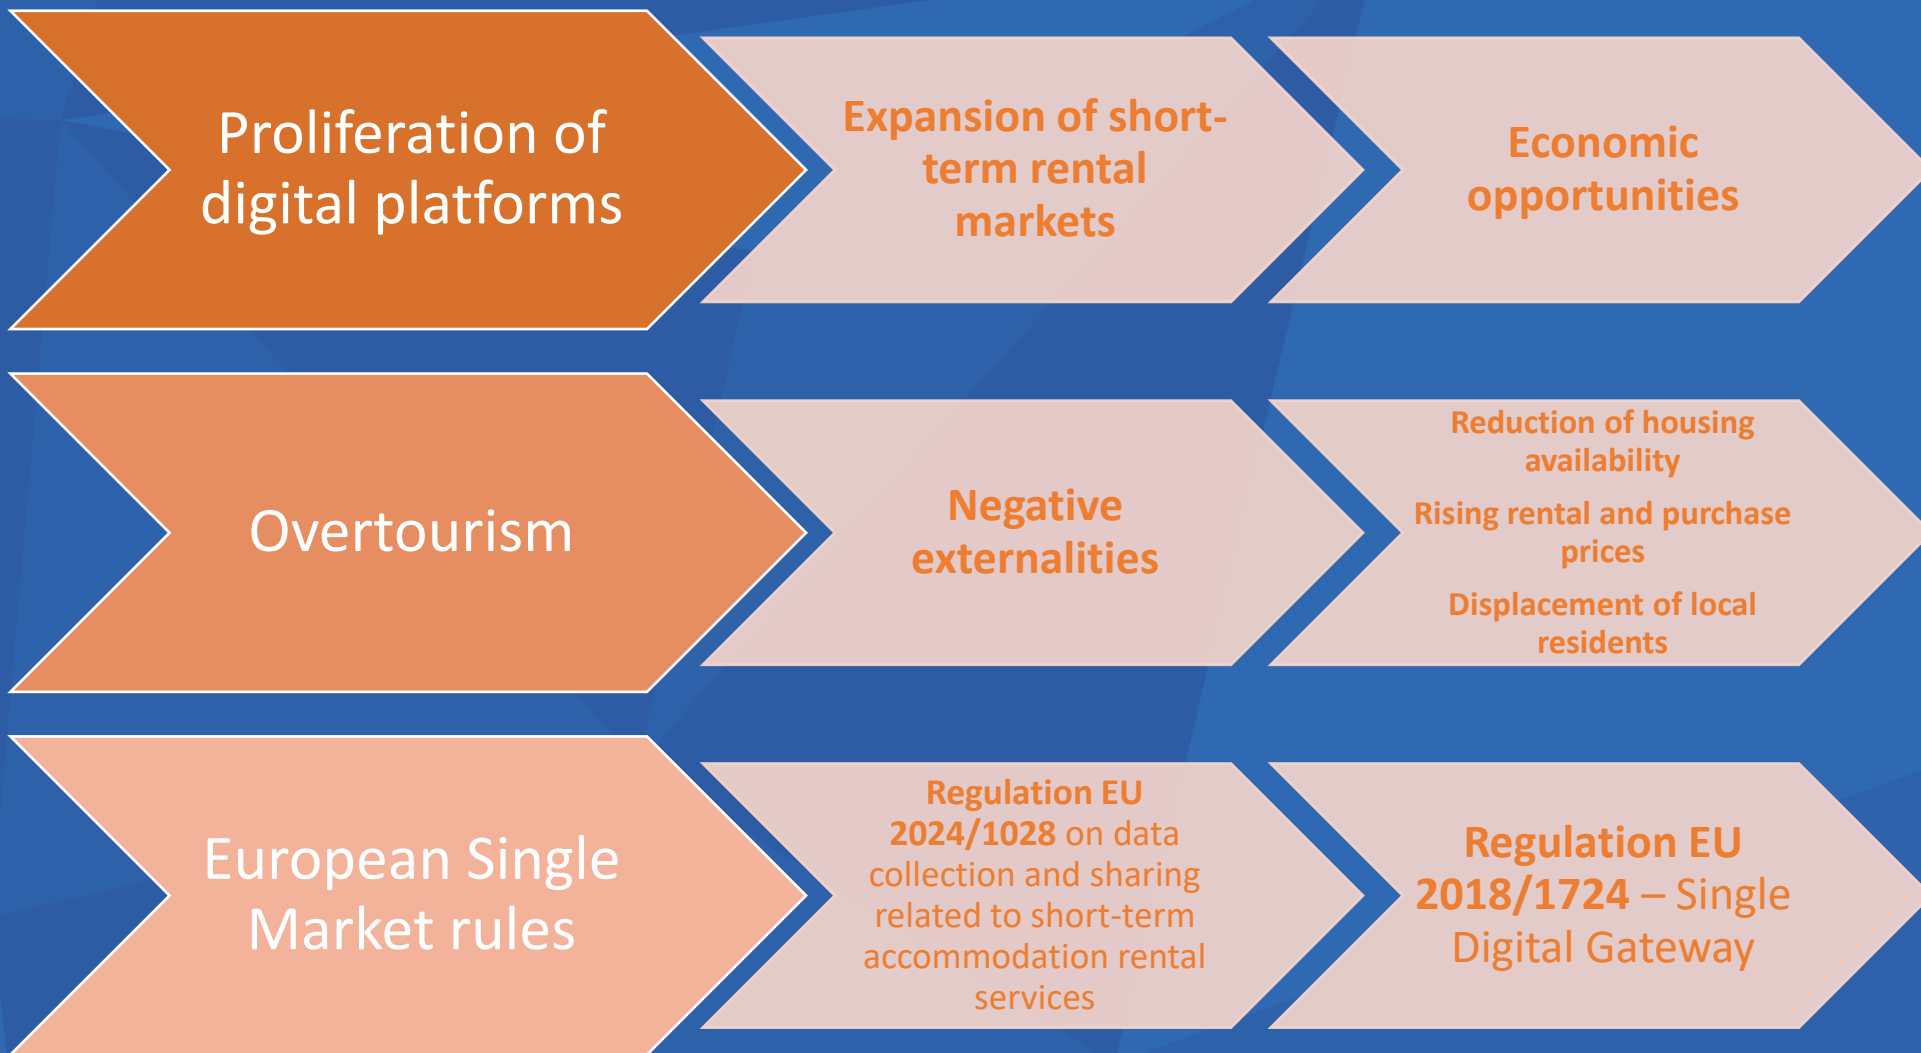 Proliferation of
digital platforms
Expansion of short-
term rental
markets
Economic
opportunities
Overtourism
Negative
externalities
Reduction of housing
availability
Rising rental and purchase
prices
Displacement of local
residents
European Single
Market rules
Regulation EU
2024/1028 on data
collection and sharing
related to short-term
accommodation rental
services
Regulation EU
2018/1724 – Single
Digital Gateway